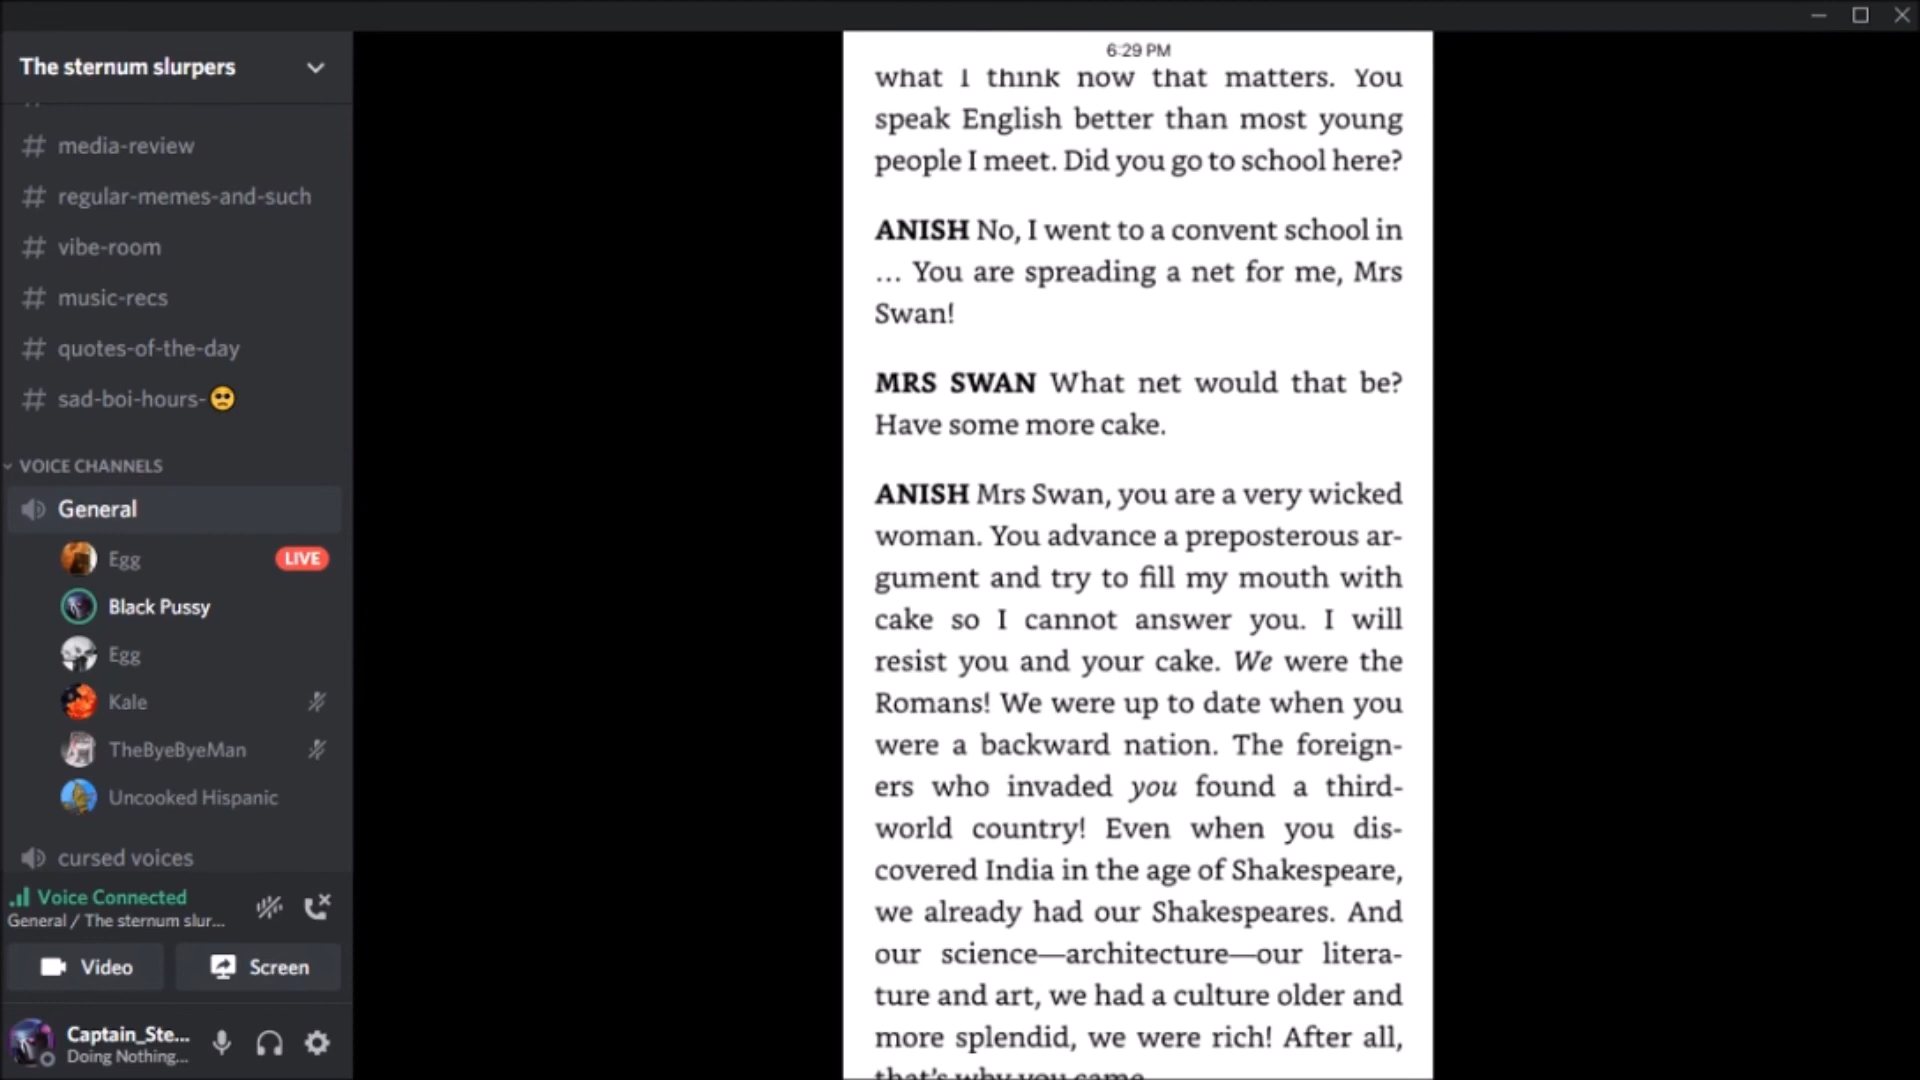 The sternum slurpers
# media-review
# regular-memes-and-such
# vibe-room
# music-recs
# quotes-of-the-day
# sad-boi-hours-🥺
VOICE CHANNELS
General
Egg LIVE
Black Pussy
Egg
Kale
TheByeByeMan
Uncooked Hispanic
cursed voices
Voice Connected
General / The sternum slur...
Video Screen
Captain_Ste...
Doing Nothing...
6:29 PM
what I think now that matters. You
speak English better than most young
people I meet. Did you go to school here?
ANISH No, I went to a convent school in
... You are spreading a net for me, Mrs
Swan!
MRS SWAN What net would that be?
Have some more cake.
ANISH Mrs Swan, you are a very wicked
woman. You advance a preposterous ar-
gument and try to fill my mouth with
cake so I cannot answer you. I will
resist you and your cake. We were the
Romans! We were up to date when you
were a backward nation. The foreign-
ers who invaded you found a third-
world country! Even when you dis-
covered India in the age of Shakespeare,
we already had our Shakespeares. And
our science—architecture—our litera-
ture and art, we had a culture older and
more splendid, we were rich! After all,
that's why you came